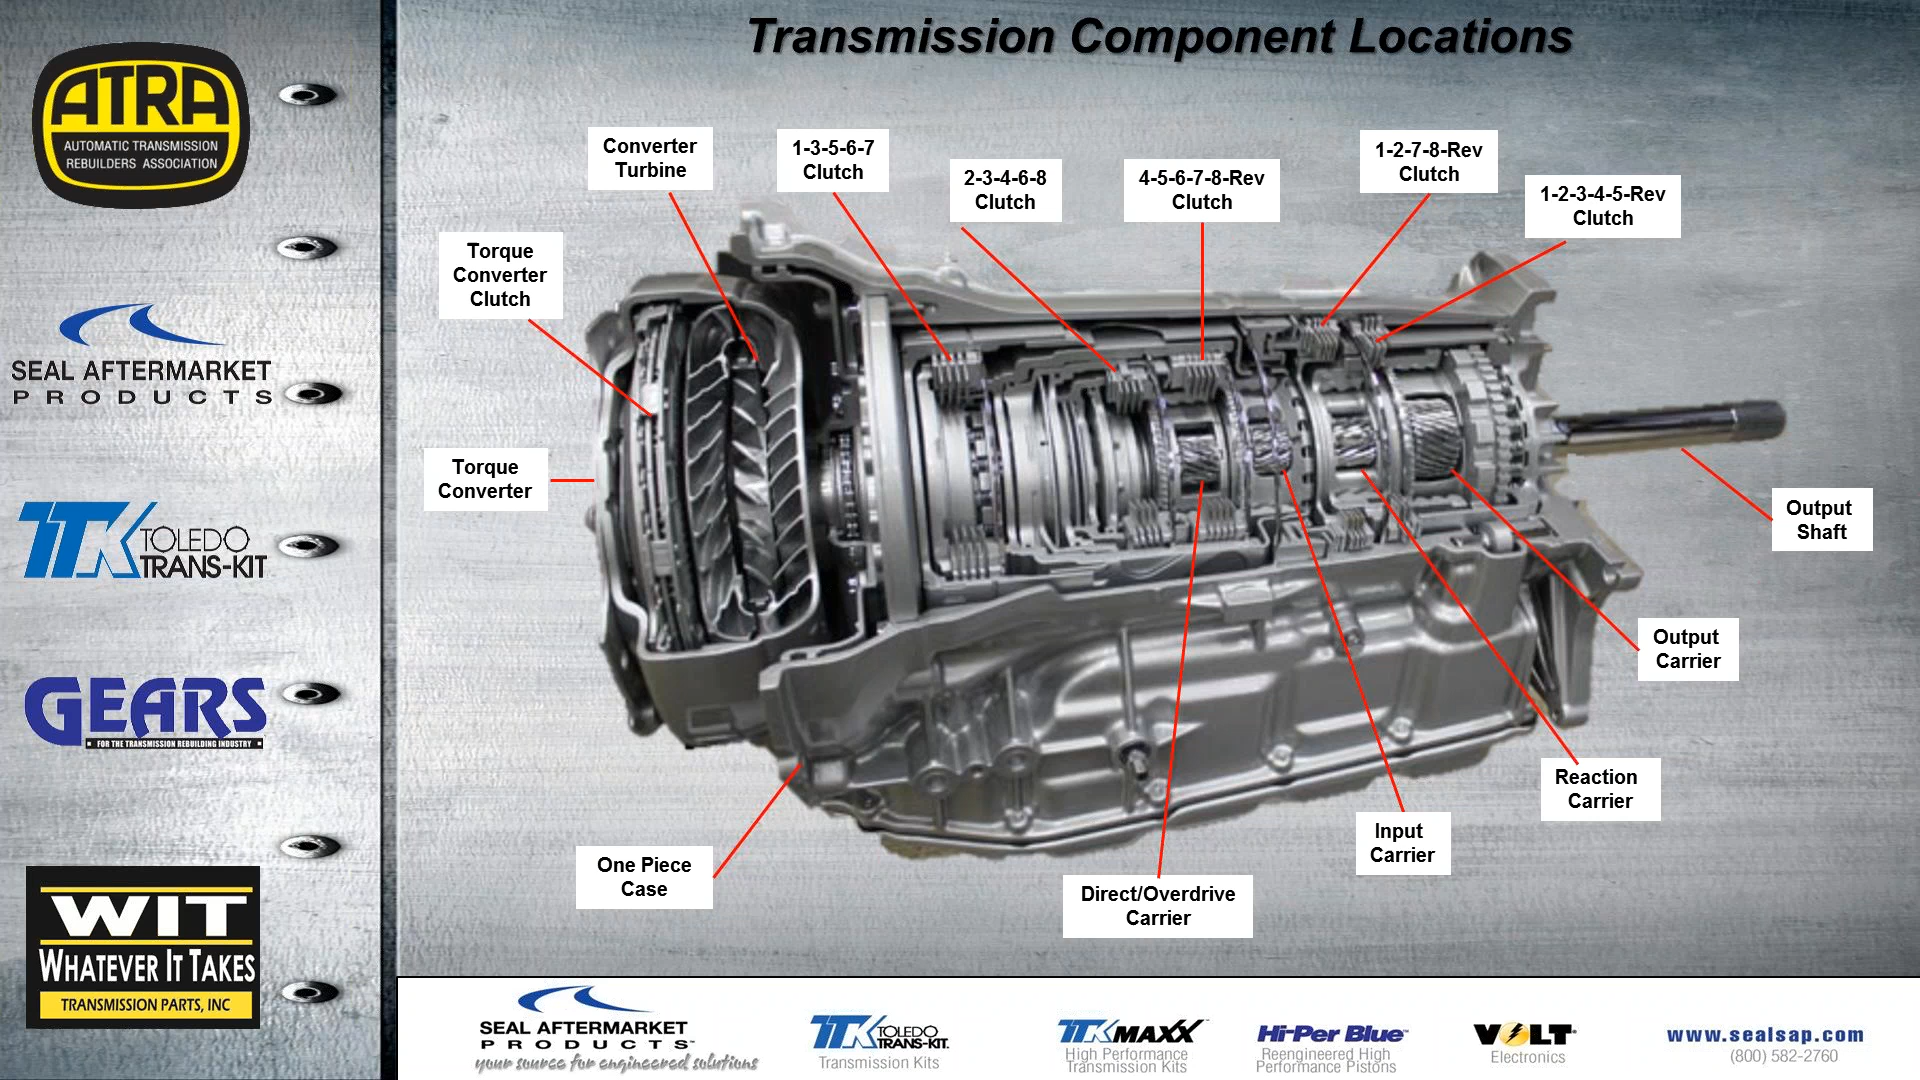 Transmission Component Locations
ATRA
AUTOMATIC TRANSMISSION
REBUILDERS ASSOCIATION
SEAL AFTERMARKET
PRODUCTS
TTK TOLEDO
TRANS-KIT
GEARS
FOR THE TRANSMISSION REBUILDING INDUSTRY
WIT
WHATEVER IT TAKES
TRANSMISSION PARTS, INC
Converter
Turbine
1-3-5-6-7
Clutch
2-3-4-6-8
Clutch
4-5-6-7-8-Rev
Clutch
1-2-7-8-Rev
Clutch
1-2-3-4-5-Rev
Clutch
Torque
Converter
Clutch
Torque
Converter
Output
Shaft
Output
Carrier
Reaction
Carrier
Input
Carrier
Direct/Overdrive
Carrier
One Piece
Case
SEAL AFTERMARKET
PRODUCTS™
your source for engineered solutions
TTK TOLEDO
TRANS-KIT.
Transmission Kits
TTKMAXX™
High Performance
Transmission Kits
Hi-Per Blue™
Reengineered High
Performance Pistons
VOLT
Electronics
www.sealsap.com
(800) 582-2760